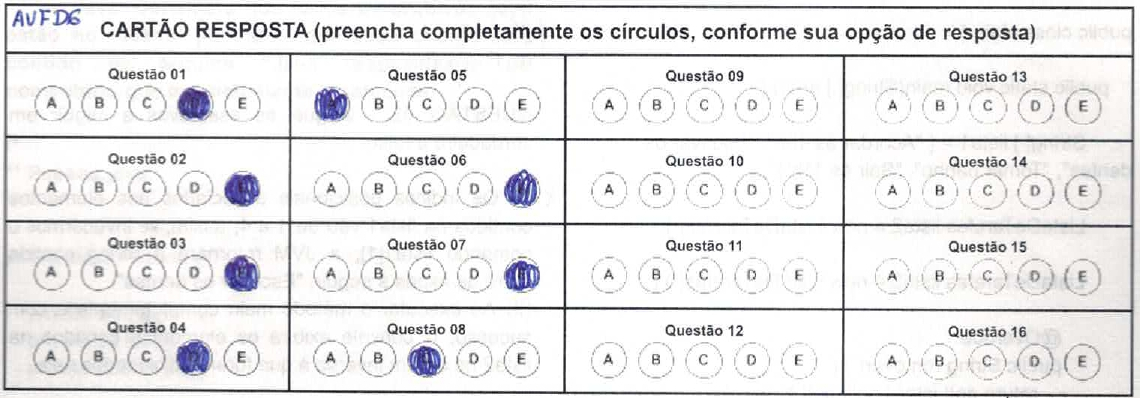 AVFDG
CARTÃO RESPOSTA (preencha completamente os círculos, conforme sua opção de resposta)
Questão 01 Questão 05 Questão 09 Questão 13
A B C E B C D E A B C D E A B C D E
Questão 02 Questão 06 Questão 10 Questão 14
A B C D A B C D A B C D E A B C D E
Questão 03 Questão 07 Questão 11 Questão 15
A B C D A B C D A B C D E A B C D E
Questão 04 Questão 08 Questão 12 Questão 16
A B C E A B D E A B C D E A B C D E